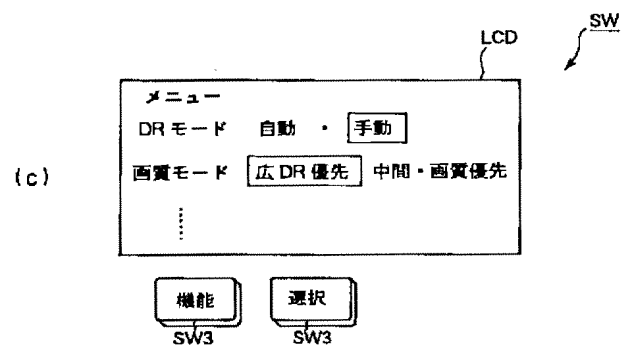 SW
LCD
メニュー
DRモード 自動 ・ 手動
(c)
画質モード 広DR優先 中間・画質優先
機能 選択
SW3 SW3